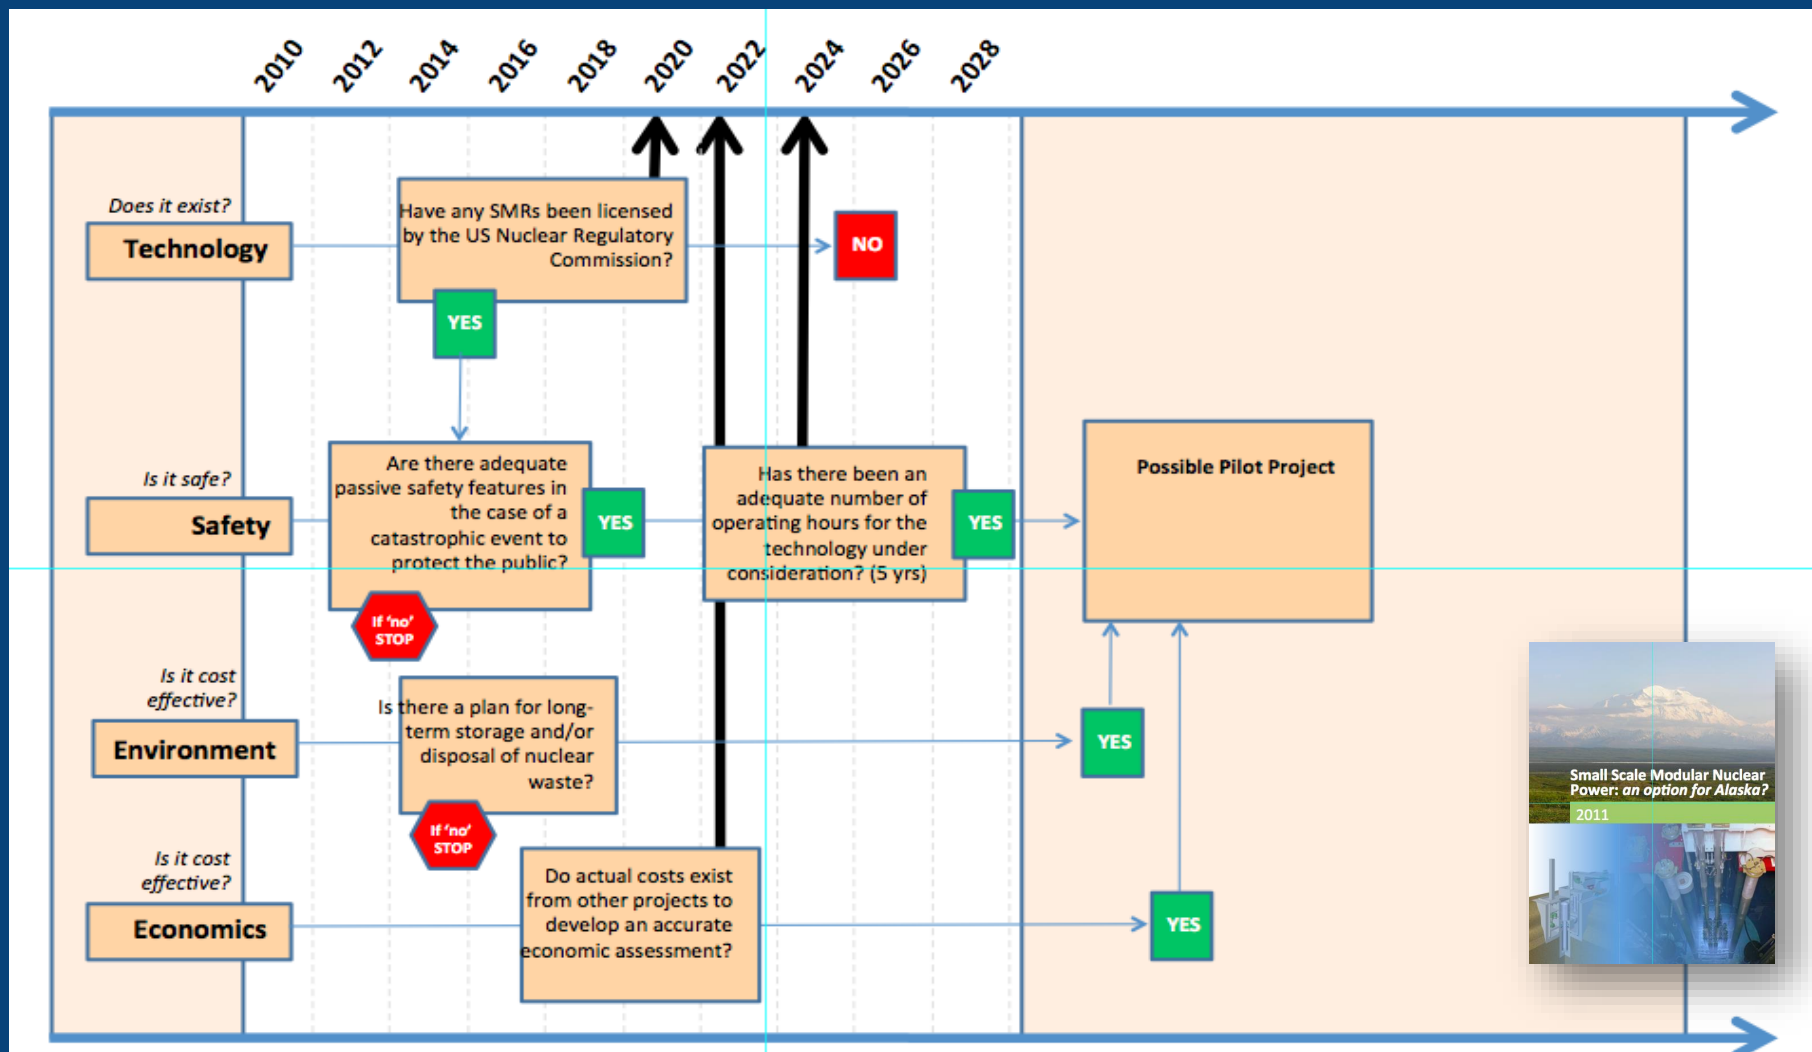 2010 2012 2014 2016 2018 2020 2022 2024 2026 2028
Does it exist?
Technology
Have any SMRs been licensed
by the US Nuclear Regulatory
Commission?
NO
YES
Is it safe?
Safety
Are there adequate
passive safety features in
the case of a
catastrophic event to
protect the public?
If 'no'
STOP
YES
Has there been an
adequate number of
operating hours for the
technology under
consideration? (5 yrs)
YES
Possible Pilot Project
Is it cost
effective?
Environment
Is there a plan for long-
term storage and/or
disposal of nuclear
waste?
If 'no'
STOP
YES
Is it cost
effective?
Economics
Do actual costs exist
from other projects to
develop an accurate
economic assessment?
YES
Small Scale Modular Nuclear
Power: an option for Alaska?
2011